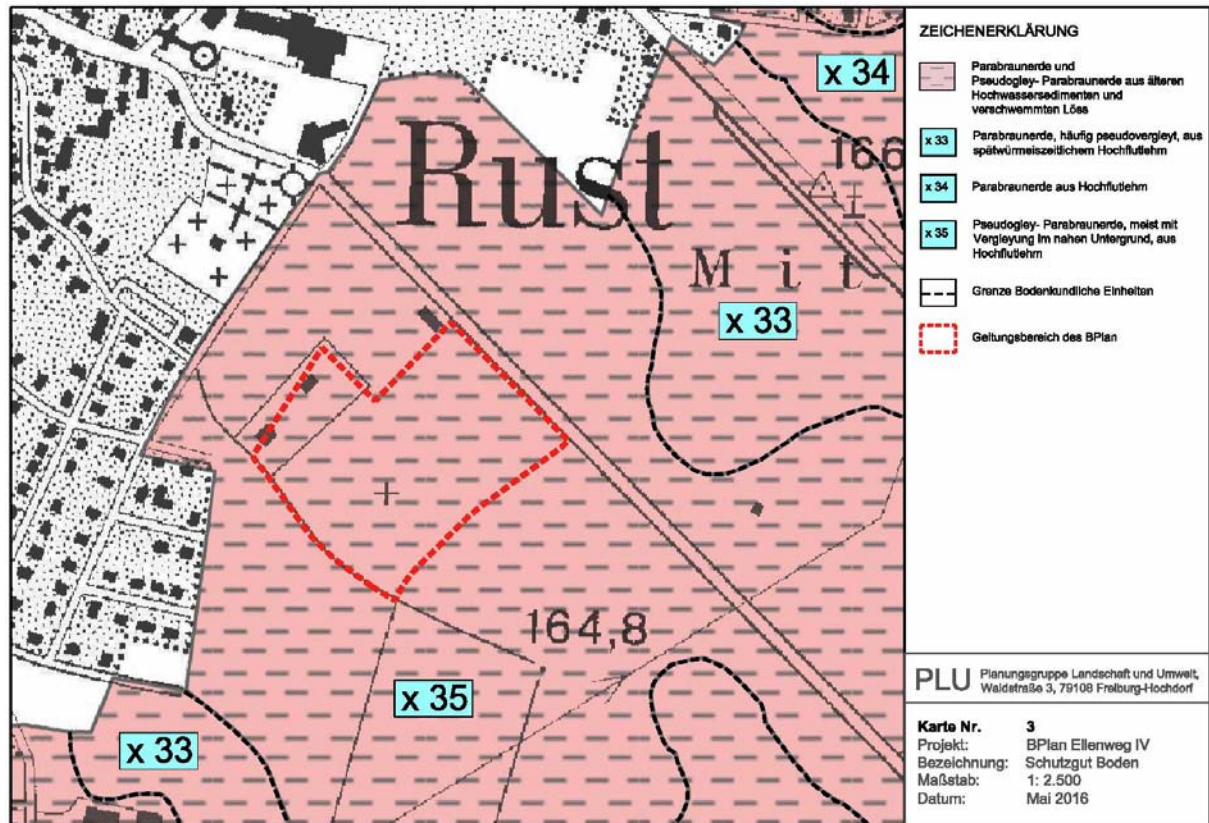 x 34
166
Rust
Mit
x 33
164,8
x 35
x 33
ZEICHENERKLÄRUNG
Parabraunerde und
Pseudogley- Parabraunerde aus älteren
Hochwassersedimenten und
verschwemmten Löss
x 33
Parabraunerde, häufig pseudovergleyt, aus
spätwürmeiszeitlichem Hochflutlehm
x 34
Parabraunerde aus Hochflutlehm
x 35
Pseudogley- Parabraunerde, meist mit
Vergleyung im nahen Untergrund, aus
Hochflutlehm
Grenze Bodenkundliche Einheiten
Geltungsbereich des BPlan
PLU Planungsgruppe Landschaft und Umwelt,
Waldstraße 3, 79108 Freiburg-Hochdorf
Karte Nr. 3
Projekt: BPlan Ellenweg IV
Bezeichnung: Schutzgut Boden
Maßstab: 1: 2.500
Datum: Mai 2016